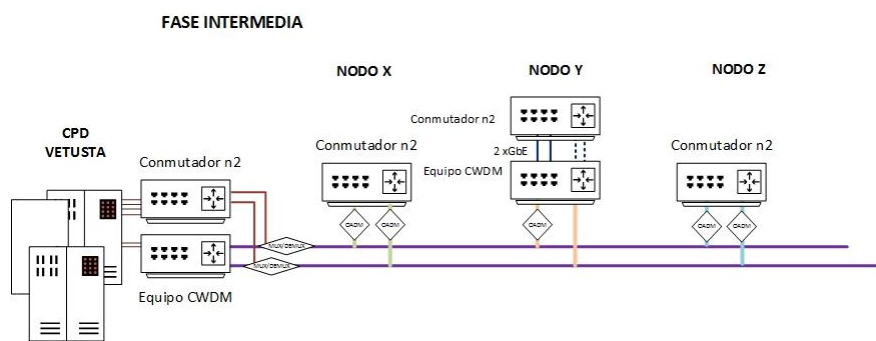 FASE INTERMEDIA
NODO X
NODO Y
NODO Z
Conmutador n2
CPD
VETUSTA
Conmutador n2
Conmutador n2
2 xGbE
Equipo CWDM
Conmutador n2
OADM
OADM
OADM
OADM
OADM
MUX/DEMUX
MUX/DEMUX
Equipo CWDM